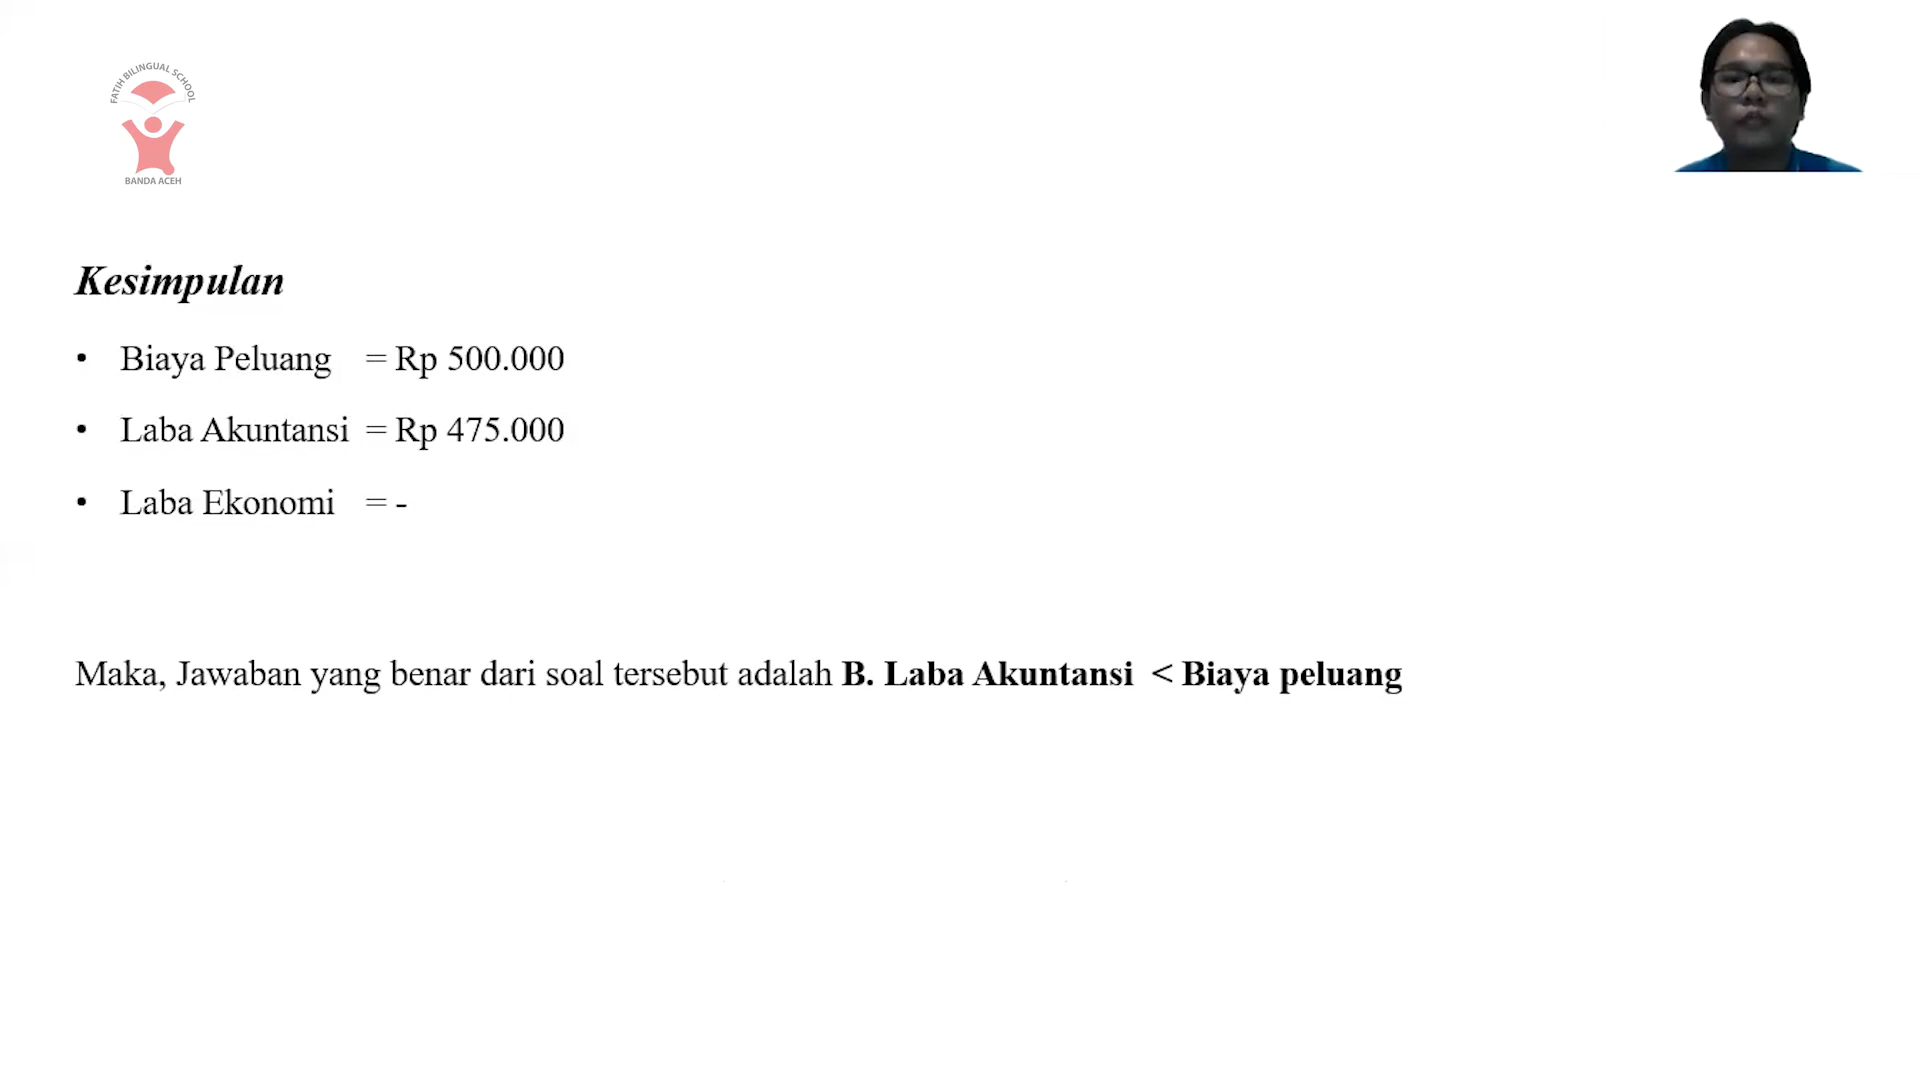 FATIH BILINGUAL SCHOOL
BANDA ACEH
Kesimpulan
• Biaya Peluang = Rp 500.000
• Laba Akuntansi = Rp 475.000
• Laba Ekonomi = -
Maka, Jawaban yang benar dari soal tersebut adalah B. Laba Akuntansi < Biaya peluang